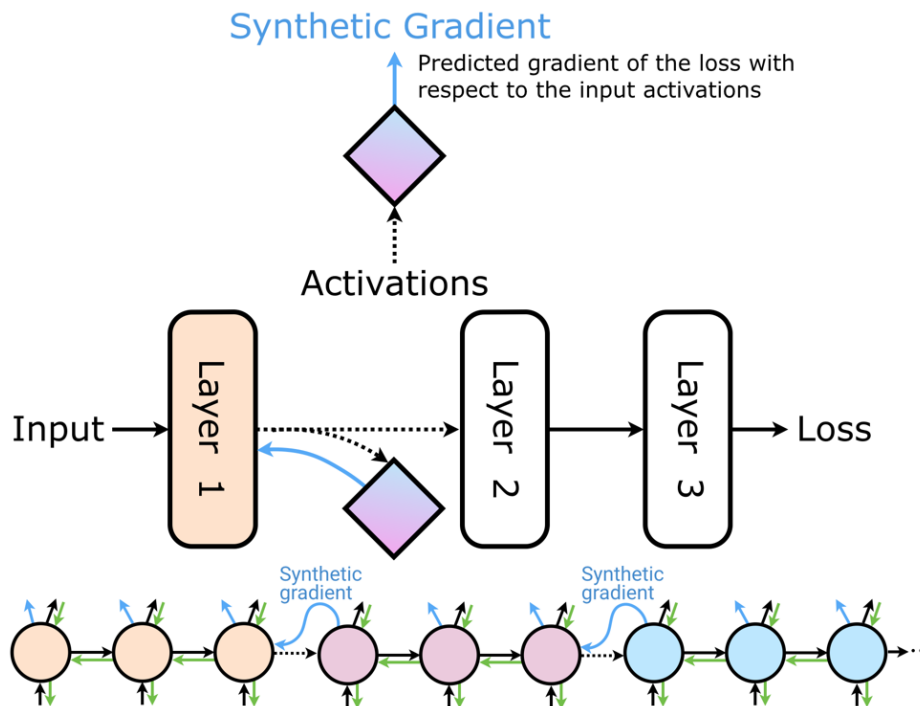 Synthetic Gradient
Predicted gradient of the loss with
respect to the input activations
Activations
Input
Layer 1
Layer 2
Layer 3
Loss
Synthetic
gradient
Synthetic
gradient